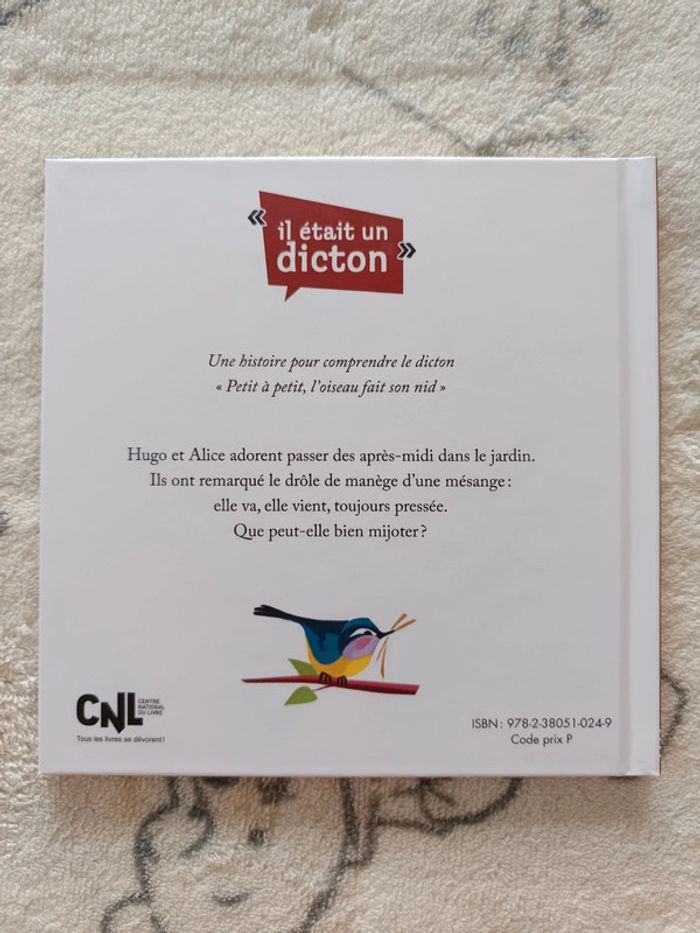 « il était un
dicton »
Une histoire pour comprendre le dicton
« Petit à petit, l’oiseau fait son nid »
Hugo et Alice adorent passer des après-midi dans le jardin.
Ils ont remarqué le drôle de manège d’une mésange :
elle va, elle vient, toujours pressée.
Que peut-elle bien mijoter ?
CNL CENTRE
NATIONAL
DU LIVRE
Tous les livres se dévorent!
ISBN : 978-2-38051-024-9
Code prix P